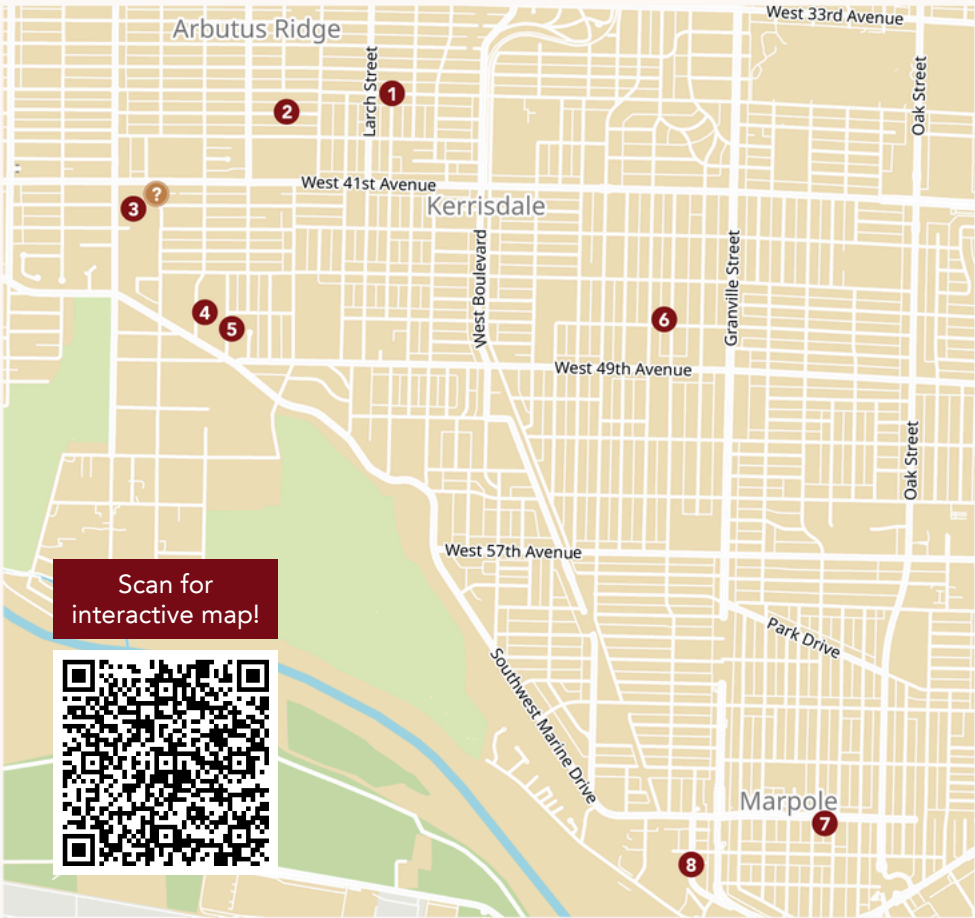 West 33rd Avenue
Arbutus Ridge
Larch Street
Oak Street
1
2
West 41st Avenue
?
3
Kerrisdale
West Boulevard
Granville Street
4
5
6
West 49th Avenue
Oak Street
West 57th Avenue
Scan for
interactive map!
Park Drive
Southwest Marine Drive
Marpole
7
8